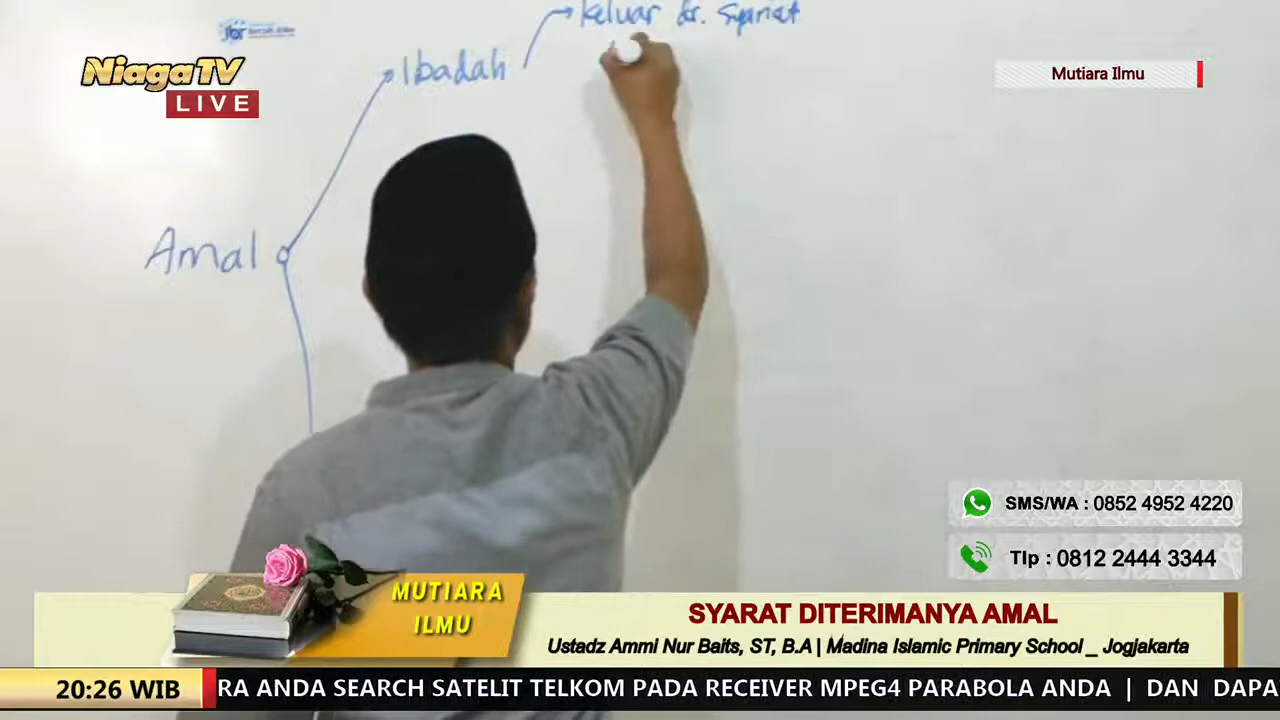 keluar dr. Syariat
NiagaTV
LIVE
Ibadah
Mutiara Ilmu
Amal
SMS/WA : 0852 4952 4220
Tlp : 0812 2444 3344
MUTIARA
ILMU
SYARAT DITERIMANYA AMAL
Ustadz Ammi Nur Baits, ST, B.A | Madina Islamic Primary School _ Jogjakarta
20:26 WIB
RA ANDA SEARCH SATELIT TELKOM PADA RECEIVER MPEG4 PARABOLA ANDA | DAN DAPA